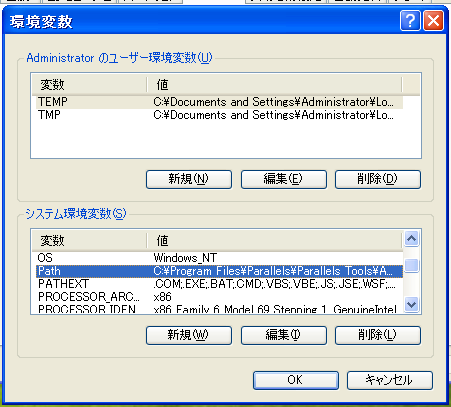 環境変数
Administrator のユーザー環境変数(U)
変数 値
TEMP C:¥Documents and Settings¥Administrator¥Lo...
TMP C:¥Documents and Settings¥Administrator¥Lo...
新規(N) 編集(E) 削除(D)
システム環境変数(S)
変数 値
OS Windows_NT
Path C:¥Program Files¥Parallels¥Parallels Tools¥A...
PATHEXT .COM;.EXE;.BAT;.CMD;.VBS;.VBE;.JS;.JSE;.WSF;...
PROCESSOR_ARC... x86
PROCESSOR_IDEN... x86 Family 6 Model 69 Stepping 1, GenuineIntel
新規(W) 編集(I) 削除(L)
OK キャンセル